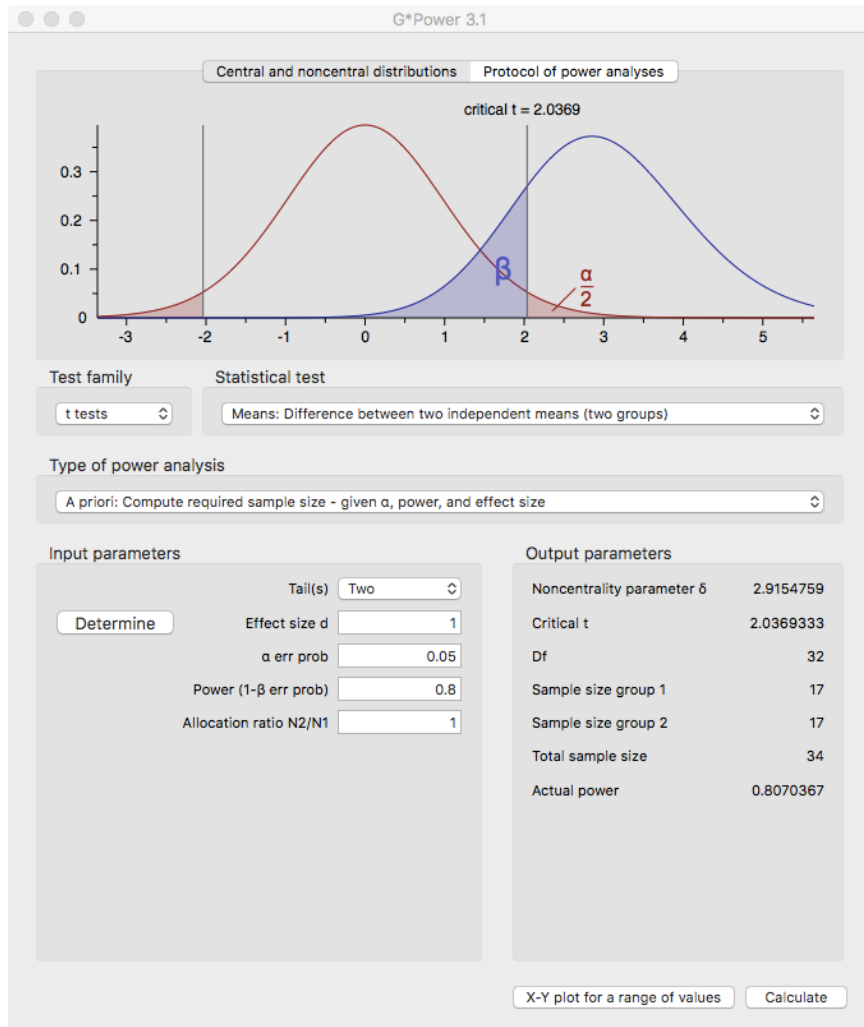 G*Power 3.1
Central and noncentral distributions Protocol of power analyses
critical t = 2.0369
0.3
0.2
0.1
0
β
α
2
-3 -2 -1 0 1 2 3 4 5
Test family Statistical test
t tests Means: Difference between two independent means (two groups)
Type of power analysis
A priori: Compute required sample size - given α, power, and effect size
Input parameters Output parameters
Tail(s) Two Noncentrality parameter δ 2.9154759
Determine Effect size d 1 Critical t 2.0369333
α err prob 0.05 Df 32
Power (1-β err prob) 0.8 Sample size group 1 17
Allocation ratio N2/N1 1 Sample size group 2 17
Total sample size 34
Actual power 0.8070367
X-Y plot for a range of values Calculate